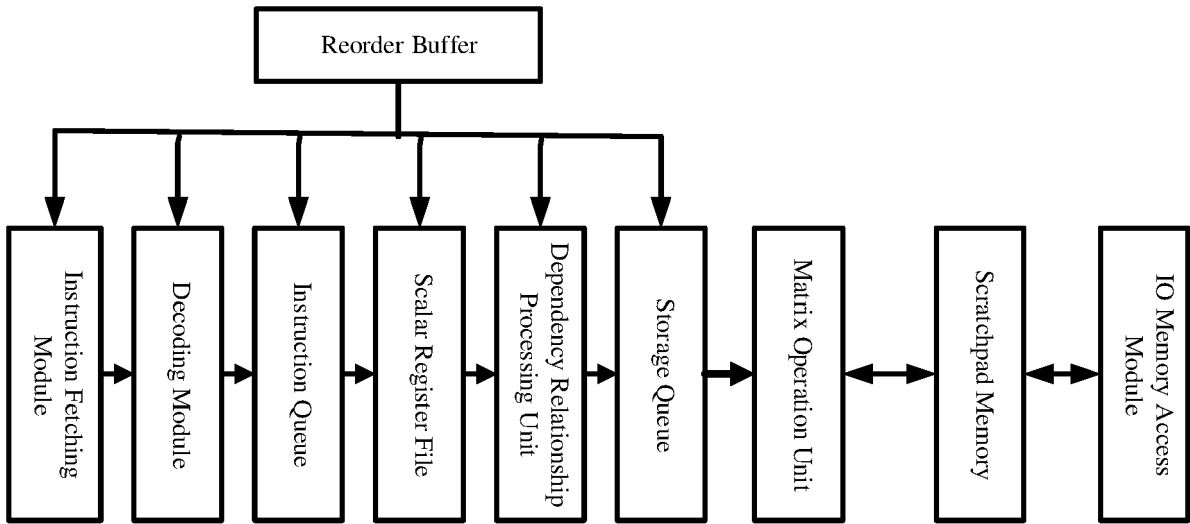 Reorder Buffer
Instruction Fetching
Module
Decoding Module
Instruction Queue
Scalar Register File
Dependency Relationship
Processing Unit
Storage Queue
Matrix Operation Unit
Scratchpad Memory
IO Memory Access
Module